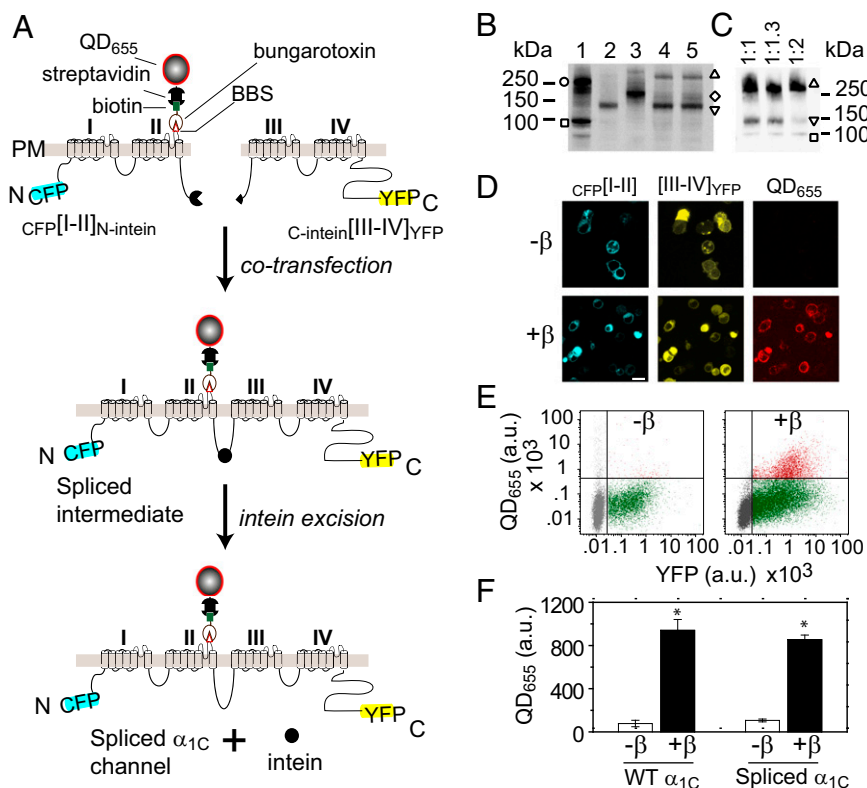 A
QD655
streptavidin
biotin
bungarotoxin
BBS
I II III IV
PM
N CFP
YFP C
CFP[I-II]N-intein
C-intein[III-IV]YFP
co-transfection
I II III IV
N CFP
YFP C
Spliced
intermediate
intein excision
I II III IV
N CFP
YFP C
Spliced α1C + intein
channel
B
kDa 1 2 3 4 5
250
150
100
C
1:1 1:1.3 1:2 kDa
250
150
100
D
CFP[I-II] [III-IV]YFP QD655
-β
+β
E
QD655 (a.u.)
x 103
100
10
1
.1
.01
-β
+β
.01 .1 1 10 100
.01 .1 1 10 100
YFP (a.u.) x103
F
QD655 (a.u.)
1200
800
400
0
* *
-β +β -β +β
WT α1C Spliced α1C